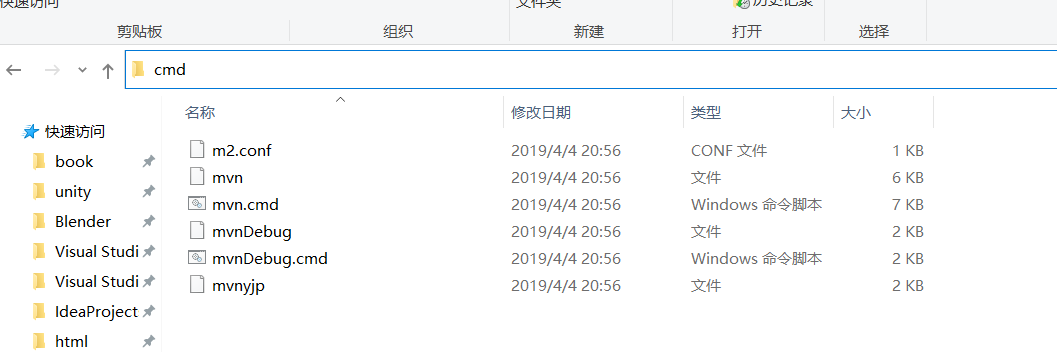 快速访问 文件夹 历史记录
剪贴板 组织 新建 打开 选择
cmd
名称 修改日期 类型 大小
快速访问
book
unity
Blender
Visual Studi
Visual Studi
IdeaProject
html
m2.conf 2019/4/4 20:56 CONF 文件 1 KB
mvn 2019/4/4 20:56 文件 6 KB
mvn.cmd 2019/4/4 20:56 Windows 命令脚本 7 KB
mvnDebug 2019/4/4 20:56 文件 2 KB
mvnDebug.cmd 2019/4/4 20:56 Windows 命令脚本 2 KB
mvnyjp 2019/4/4 20:56 文件 2 KB